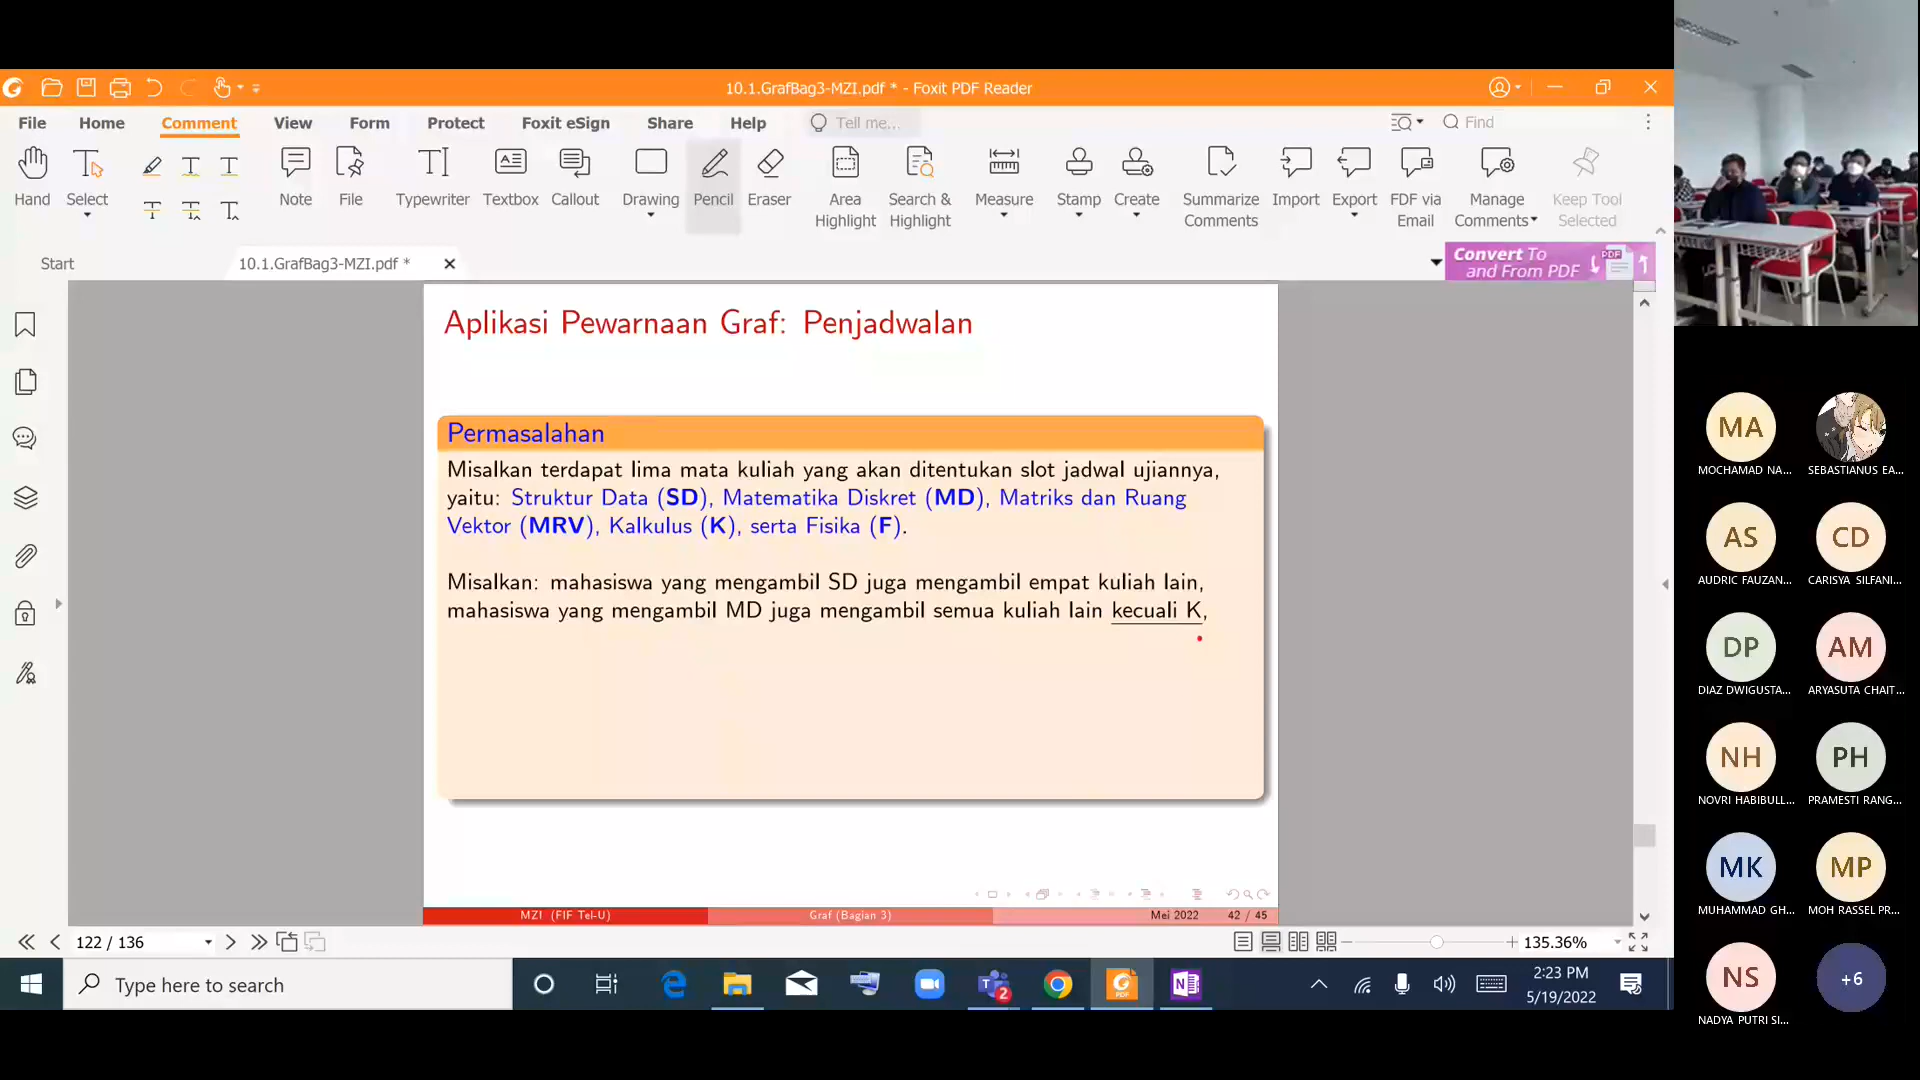 10.1.GrafBag3-MZI.pdf * - Foxit PDF Reader
File Home Comment View Form Protect Foxit eSign Share Help Tell me... Find
Hand Select Note File Typewriter Textbox Callout Drawing Pencil Eraser Area Highlight Search & Highlight Measure Stamp Create Summarize Comments Import Export FDF via Email Manage Comments Keep Tool Selected
Start 10.1.GrafBag3-MZI.pdf *
Convert To and From PDF
PDF
Aplikasi Pewarnaan Graf: Penjadwalan
Permasalahan
Misalkan terdapat lima mata kuliah yang akan ditentukan slot jadwal ujiannya,
yaitu: Struktur Data (SD), Matematika Diskret (MD), Matriks dan Ruang
Vektor (MRV), Kalkulus (K), serta Fisika (F).
Misalkan: mahasiswa yang mengambil SD juga mengambil empat kuliah lain,
mahasiswa yang mengambil MD juga mengambil semua kuliah lain kecuali K,
MZI (FIF Tel-U) Graf (Bagian 3) Mei 2022 42 / 45
122 / 136 135.36%
Type here to search
2
PDF
N
2:23 PM
5/19/2022
MA
MOCHAMAD NA... SEBASTIANUS EA...
AS CD
AUDRIC FAUZAN... CARISYA SILFANI...
DP AM
DIAZ DWIGUSTA... ARYASUTA CHAIT...
NH PH
NOVRI HABIBULL... PRAMESTI RANG...
MK MP
MUHAMMAD GH... MOH RASSEL PR...
NS +6
NADYA PUTRI SI...